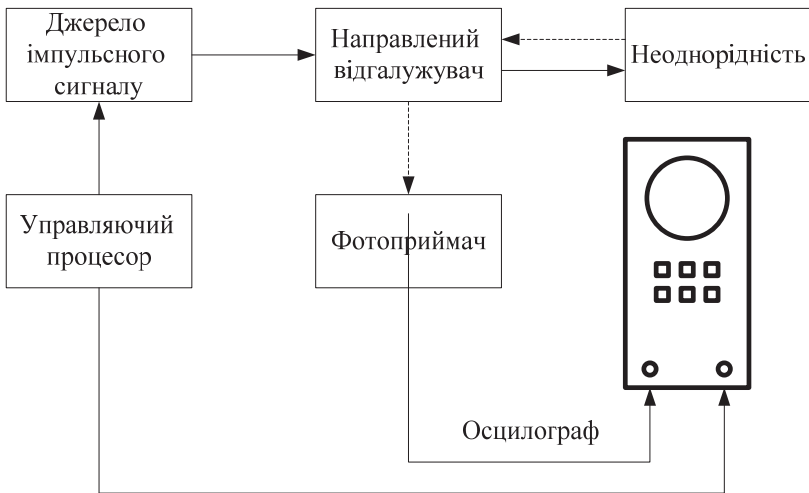 Джерело
імпульсного
сигналу
Направлений
відгалужувач
Неоднорідність
Управляючий
процесор
Фотоприймач
Осцилограф